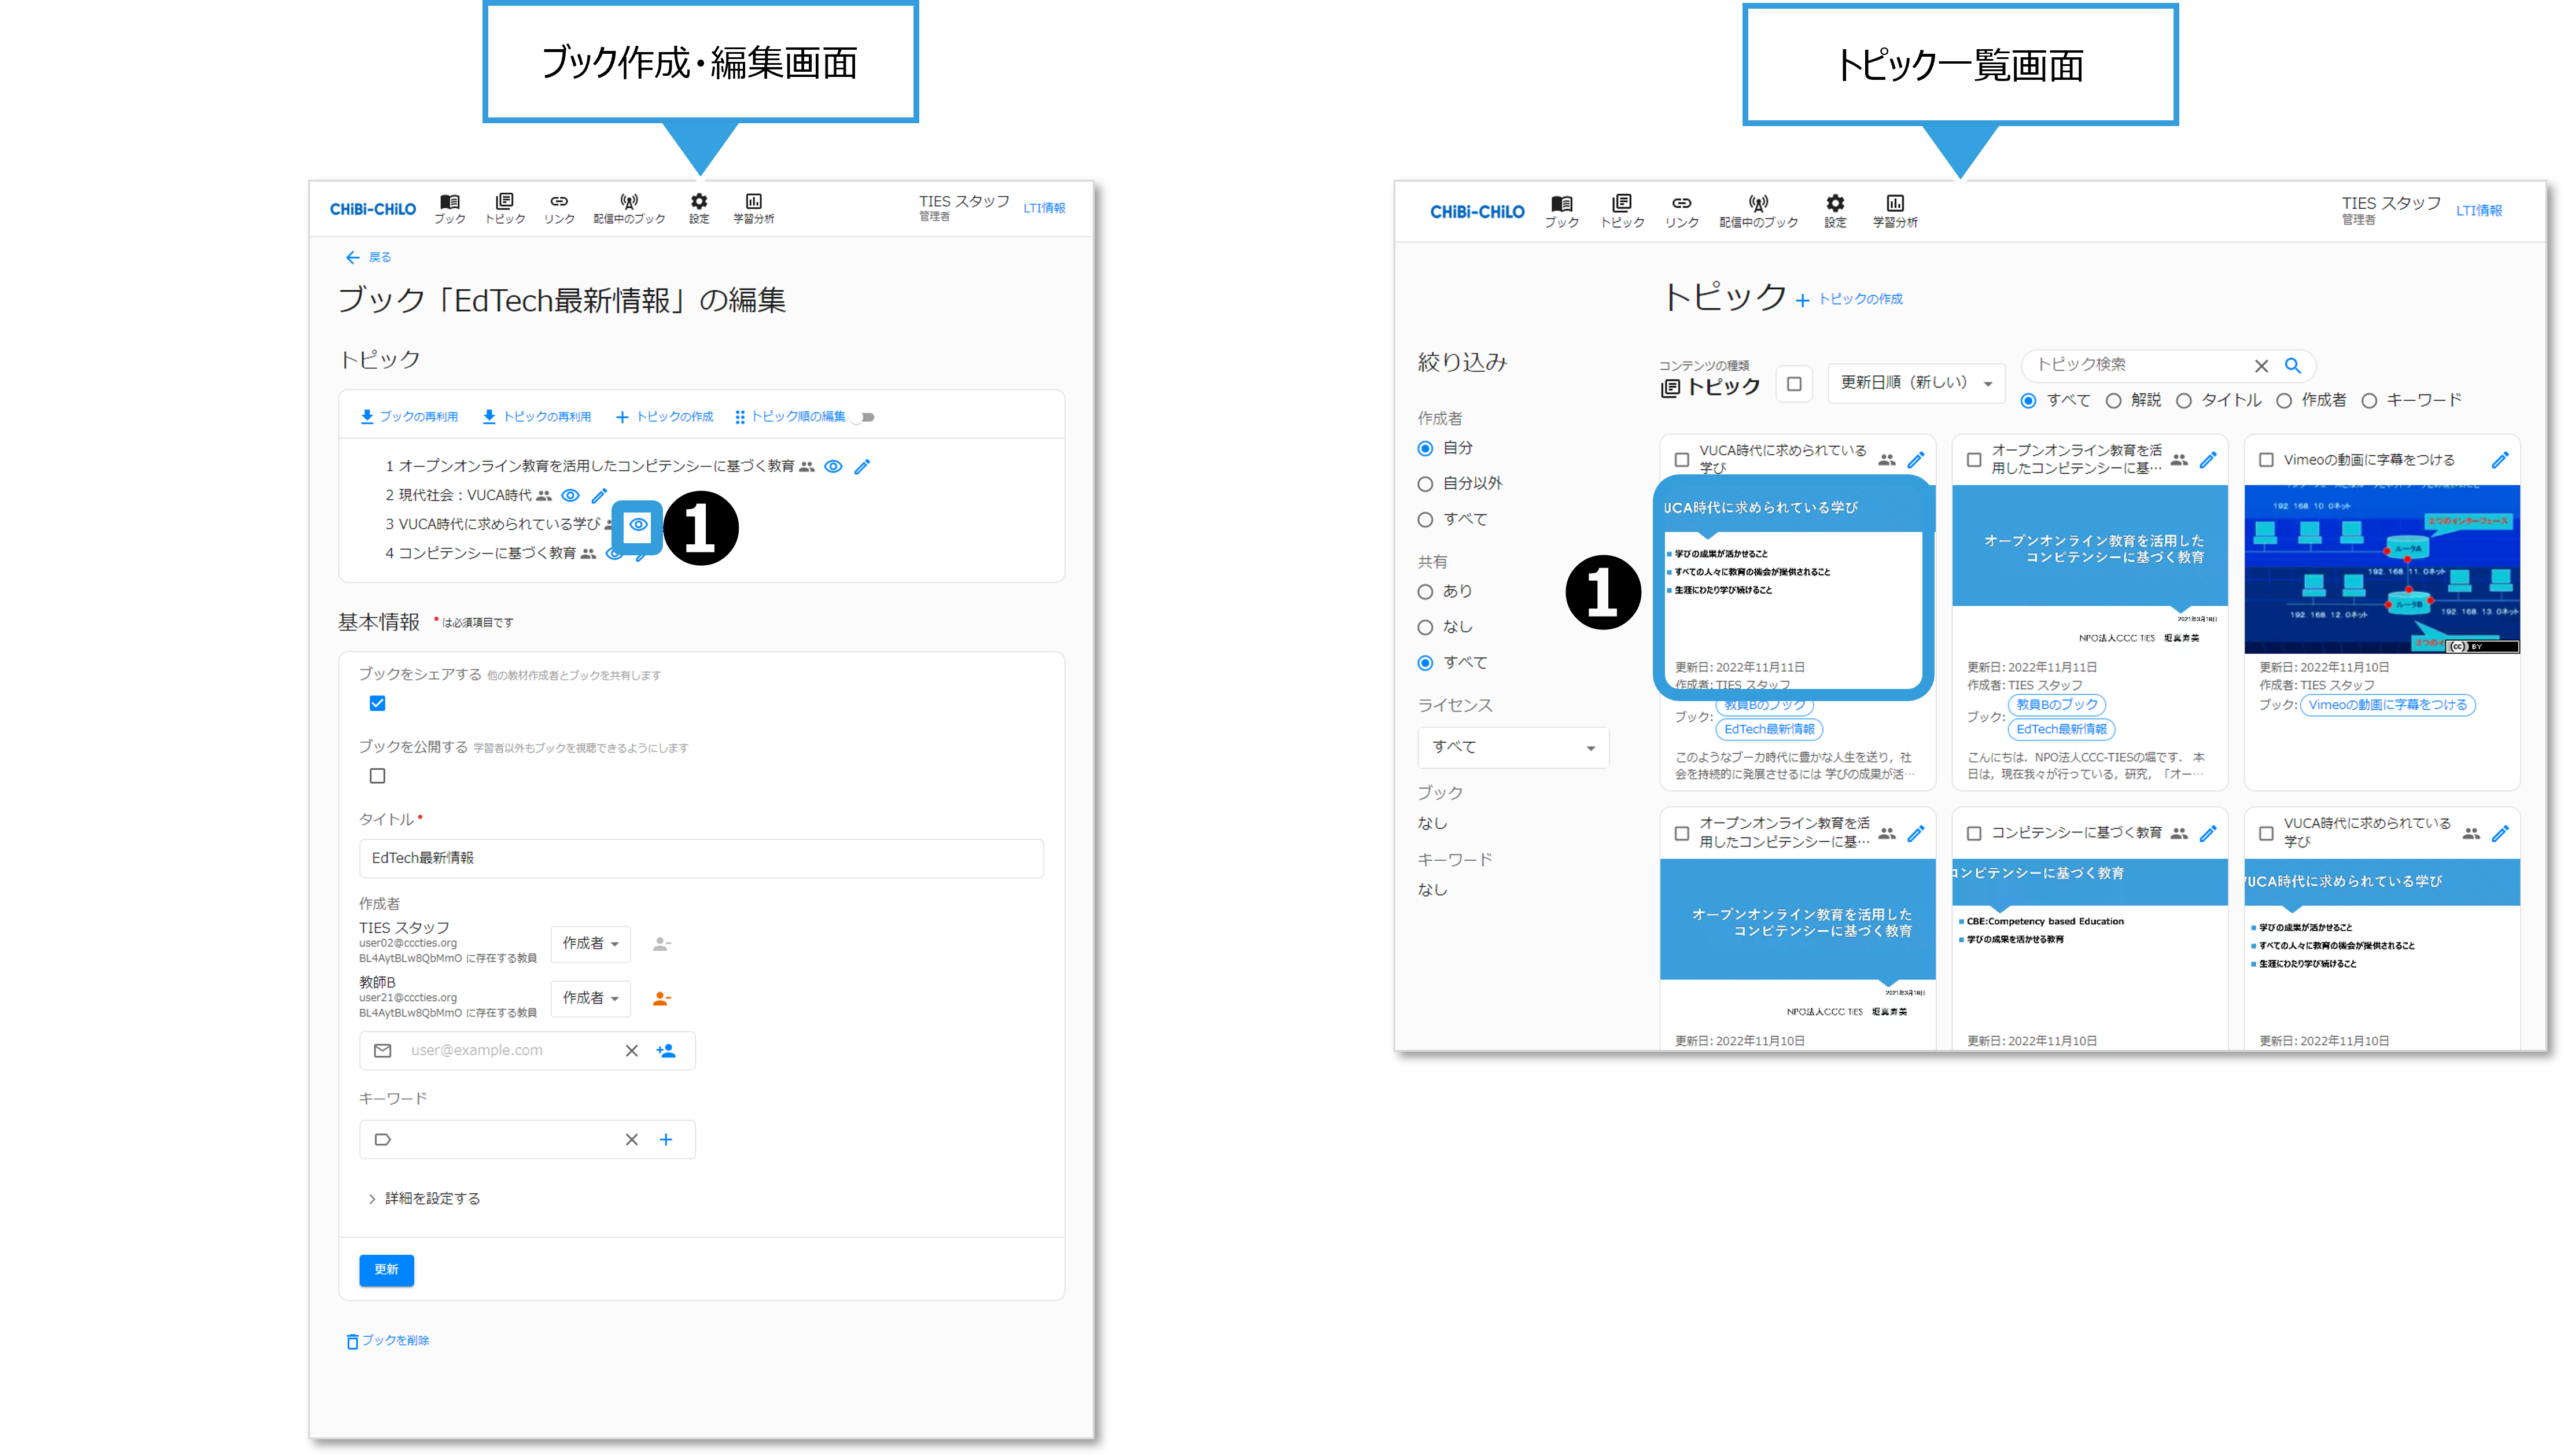 ブック作成・編集画面
CHiBi-CHiLO
ブック
トピック
リンク
配信中のブック
設定
学習分析
TIES スタッフ
管理者
LTI情報
戻る
ブック「EdTech最新情報」の編集
トピック
ブックの再利用
トピックの再利用
トピックの作成
トピック順の編集
1 オープンオンライン教育を活用したコンピテンシーに基づく教育
2 現代社会：VUCA時代
3 VUCA時代に求められている学び
1
4 コンピテンシーに基づく教育
基本情報 *は必須項目です
ブックをシェアする 他の教材作成者とブックを共有します
ブックを公開する 学習者以外もブックを視聴できるようにします
タイトル*
EdTech最新情報
作成者
TIES スタッフ
user02@cccties.org
BL4AytBLw8QbMmO に存在する教員
作成者
教師B
user21@cccties.org
BL4AytBLw8QbMmO に存在する教員
作成者
user@example.com
キーワード
詳細を設定する
更新
ブックを削除
トピック一覧画面
CHiBi-CHiLO
ブック
トピック
リンク
配信中のブック
設定
学習分析
TIES スタッフ
管理者
LTI情報
トピック
トピックの作成
絞り込み
作成者
自分
自分以外
すべて
共有
あり
なし
すべて
ライセンス
すべて
ブック
なし
キーワード
なし
コンテンツの種類
トピック
更新日順（新しい）
トピック検索
すべて
解説
タイトル
作成者
キーワード
1
VUCA時代に求められている
学び
UCA時代に求められている学び
学びの成果が活かせること
すべての人々に教育の機会が提供されること
生涯にわたり学び続けること
更新日: 2022年11月11日
作成者: TIES スタッフ
ブック:
教員Bのブック
EdTech最新情報
このようなブーカ時代に豊かな人生を送り，社
会を持続的に発展させるには 学びの成果が活…
オープンオンライン教育を活
用したコンピテンシーに基…
オープンオンライン教育を活用した
コンピテンシーに基づく教育
2021年3月18日
NPO法人CCC-TIES 堀真寿美
更新日: 2022年11月11日
作成者: TIES スタッフ
ブック:
教員Bのブック
EdTech最新情報
こんにちは．NPO法人CCC-TIESの堀です． 本
日は，現在我々が行っている，研究，「オー…
Vimeoの動画に字幕をつける
192. 168. 10. 0ネット
2つのインターフェース
ルータA
192. 168. 11. 0ネット
ルータB
192. 168. 12. 0ネット
192. 168. 13. 0ネット
(cc) BY
更新日: 2022年11月10日
作成者: TIES スタッフ
ブック: Vimeoの動画に字幕をつける
オープンオンライン教育を活
用したコンピテンシーに基…
オープンオンライン教育を活用した
コンピテンシーに基づく教育
2021年3月18日
NPO法人CCC-TIES 堀真寿美
更新日: 2022年11月10日
コンピテンシーに基づく教育
コンピテンシーに基づく教育
CBE:Competency based Education
学びの成果を活かせる教育
更新日: 2022年11月10日
VUCA時代に求められている
学び
VUCA時代に求められている学び
学びの成果が活かせること
すべての人々に教育の機会が提供されること
生涯にわたり学び続けること
更新日: 2022年11月10日